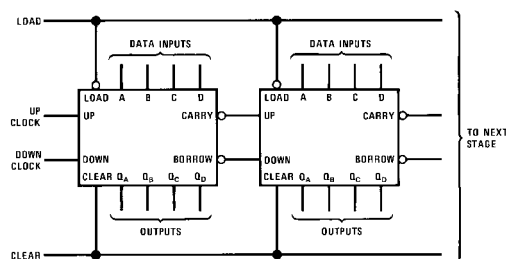 LOAD
DATA INPUTS DATA INPUTS
LOAD A B C D LOAD A B C D
UP CLOCK UP CARRY UP CARRY
TO NEXT STAGE
DOWN CLOCK DOWN BORROW DOWN BORROW
CLEAR QA QB QC QD CLEAR QA QB QC QD
OUTPUTS OUTPUTS
CLEAR